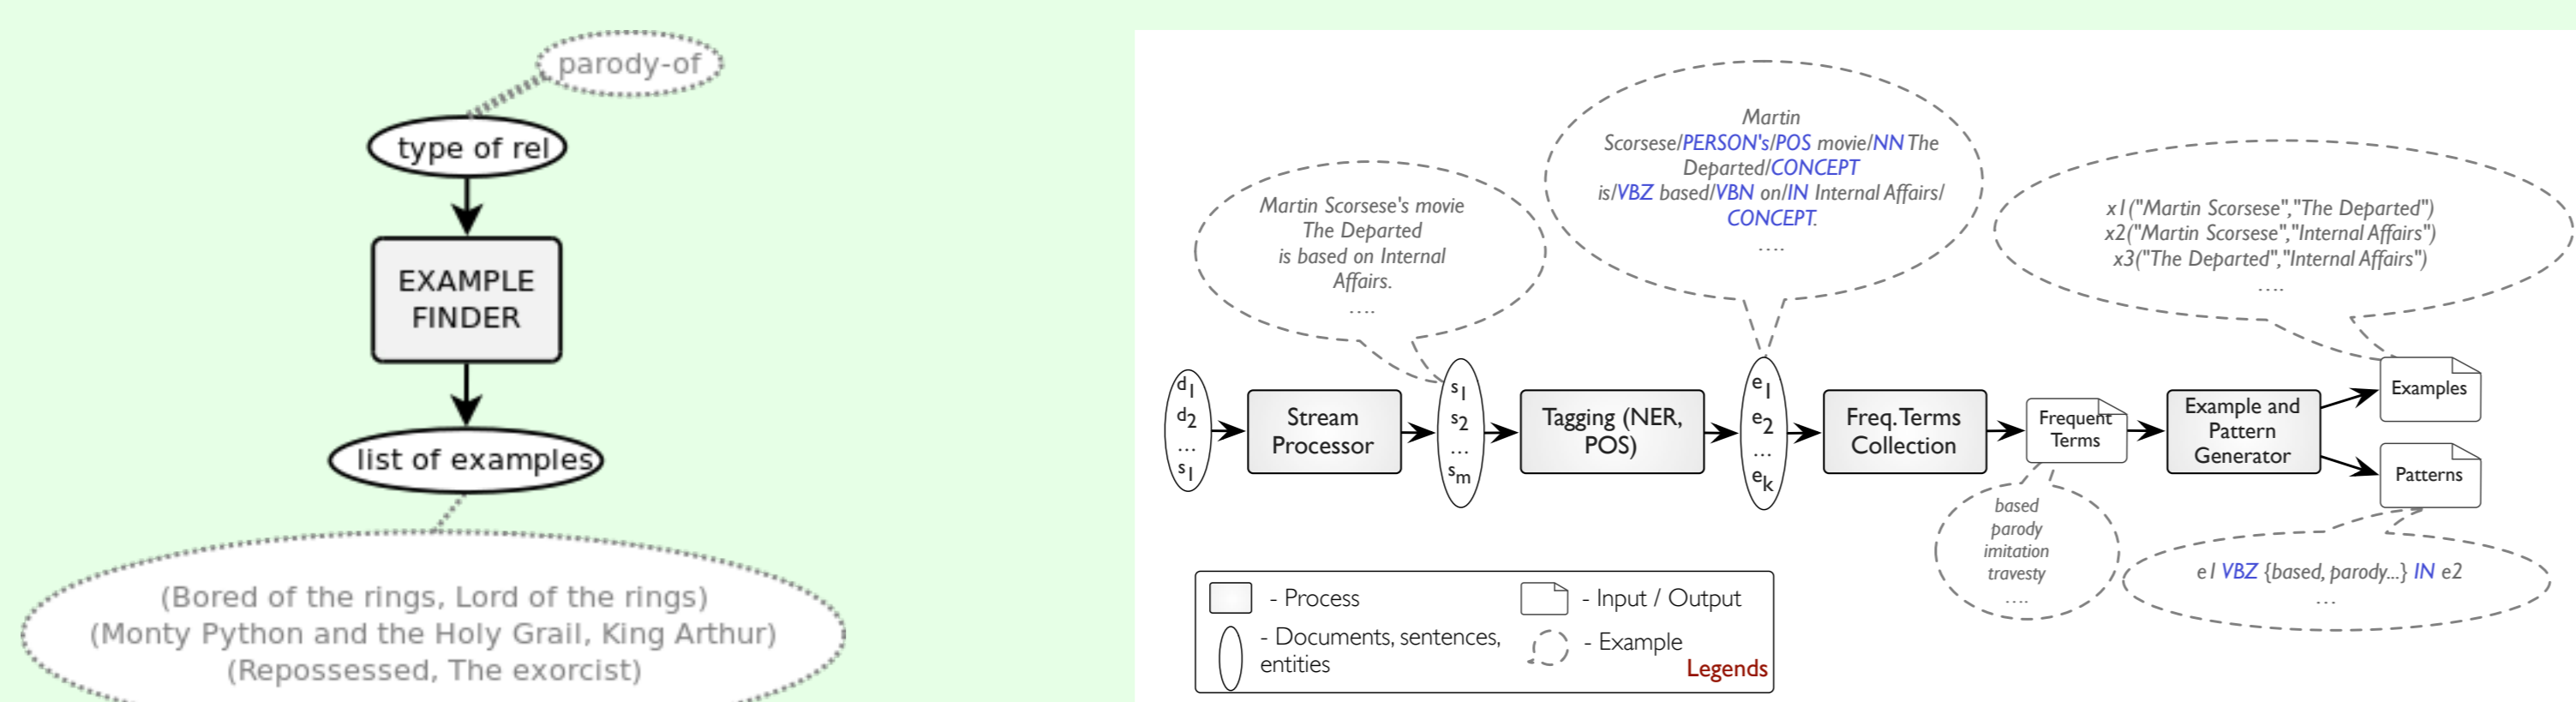 parody-of
type of rel
EXAMPLE
FINDER
list of examples
(Bored of the rings, Lord of the rings)
(Monty Python and the Holy Grail, King Arthur)
(Repossessed, The exorcist)
Martin Scorsese's movie
The Departed
is based on Internal
Affairs.
....
Martin
Scorsese/PERSON's/POS movie/NN The
Departed/CONCEPT
is/VBZ based/VBN on/IN Internal Affairs/
CONCEPT.
....
x1("Martin Scorsese","The Departed")
x2("Martin Scorsese","Internal Affairs")
x3("The Departed","Internal Affairs")
....
d1
d2
...
s1
Stream
Processor
s1
s2
...
sm
Tagging (NER,
POS)
e1
e2
...
ek
Freq. Terms
Collection
Frequent
Terms
Example and
Pattern
Generator
Examples
Patterns
based
parody
imitation
travesty
....
e1 VBZ {based, parody...} IN e2
...
- Process
- Input / Output
- Documents, sentences,
entities
- Example
Legends